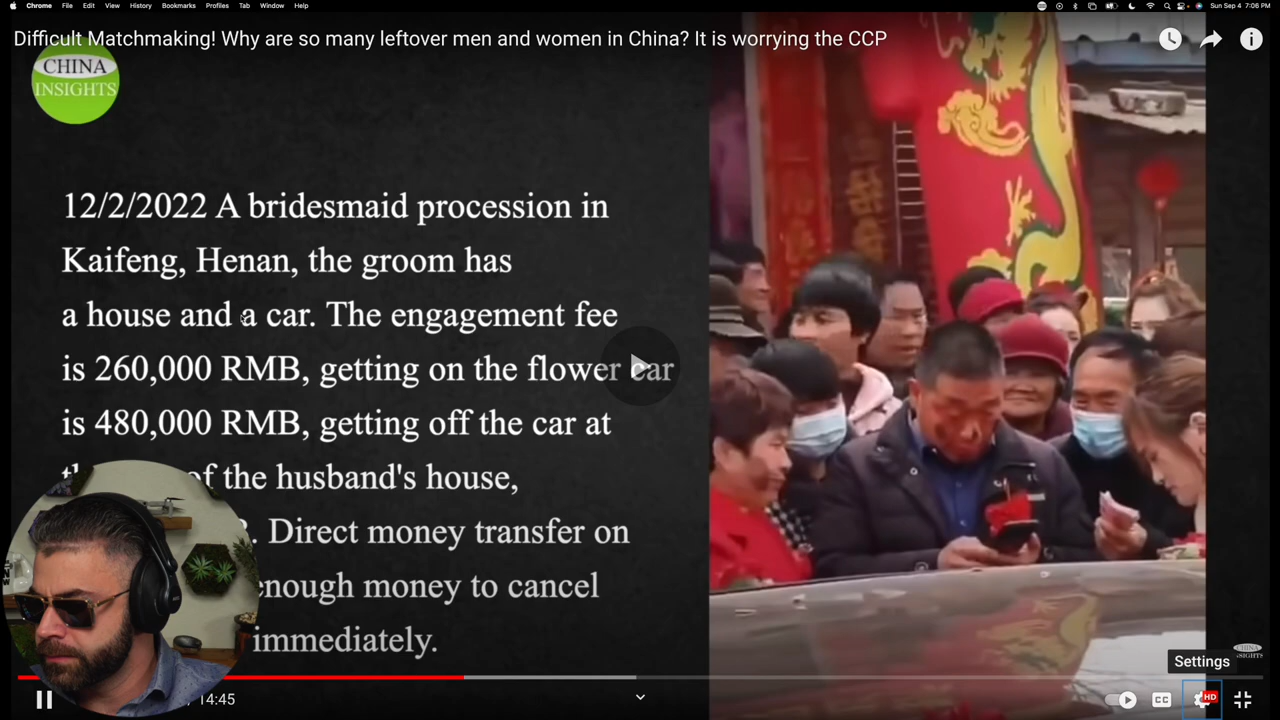 Chrome File Edit View History Bookmarks Profiles Tab Window Help
Sun Sep 4 7:06 PM
Difficult Matchmaking! Why are so many leftover men and women in China? It is worrying the CCP
CHINA
INSIGHTS
12/2/2022 A bridesmaid procession in
Kaifeng, Henan, the groom has
a house and a car. The engagement fee
is 260,000 RMB, getting on the flower car
is 480,000 RMB, getting off the car at
of the husband's house,
Direct money transfer on
enough money to cancel
immediately.
CHINA
INSIGHTS
Settings
14:45
CC
HD